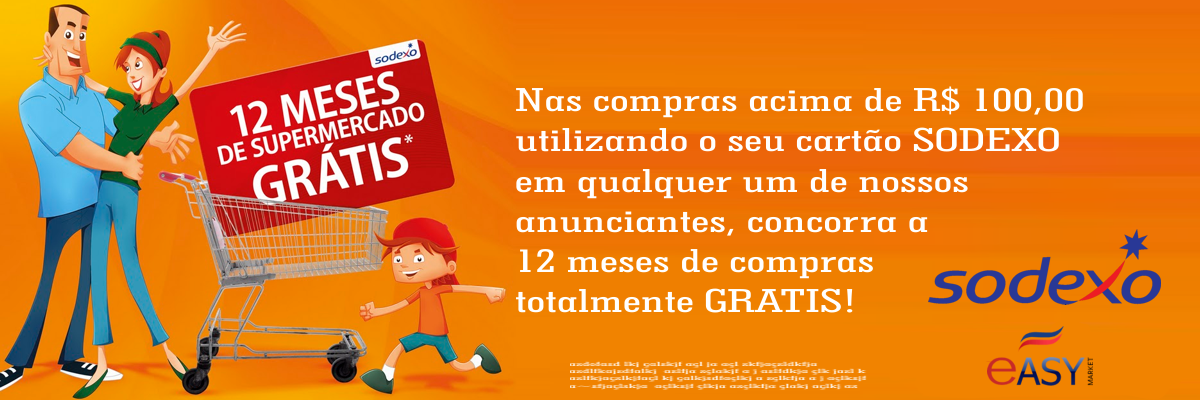 sodexo
12 MESES
DE SUPERMERCADO
GRÁTIS*
Nas compras acima de R$ 100,00
utilizando o seu cartão SODEXO
em qualquer um de nossos
anunciantes, concorra a
12 meses de compras
totalmente GRATIS!
sodexo
eASY
MARKET